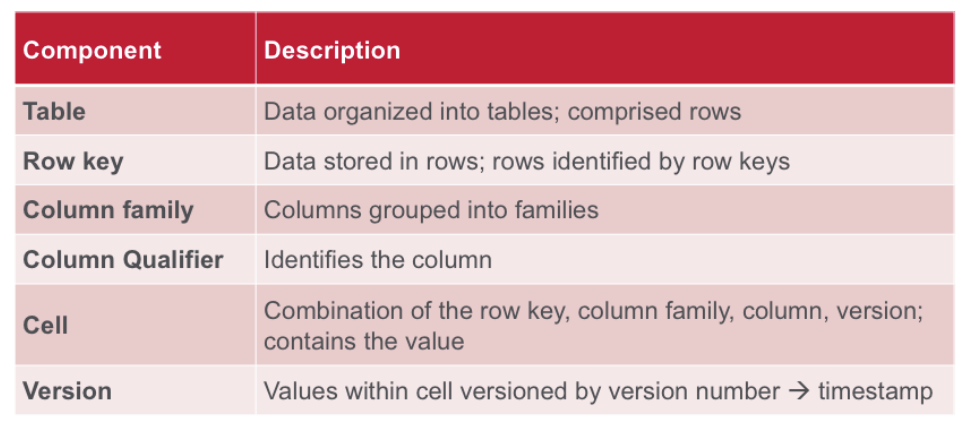 Component Description
Table Data organized into tables; comprised rows
Row key Data stored in rows; rows identified by row keys
Column family Columns grouped into families
Column Qualifier Identifies the column
Cell Combination of the row key, column family, column, version;
contains the value
Version Values within cell versioned by version number → timestamp